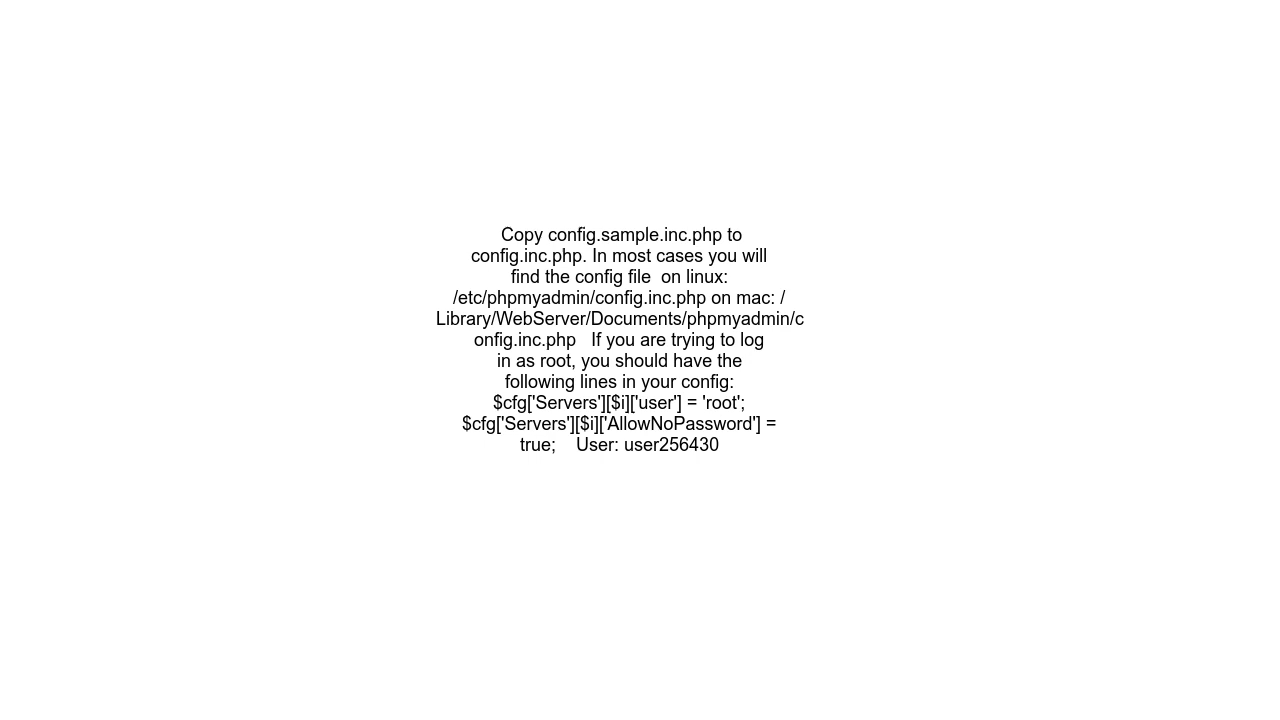 Copy config.sample.inc.php to
config.inc.php. In most cases you will
find the config file  on linux:
/etc/phpmyadmin/config.inc.php on mac: /
Library/WebServer/Documents/phpmyadmin/c
onfig.inc.php   If you are trying to log
in as root, you should have the
following lines in your config:
$cfg['Servers'][$i]['user'] = 'root';
$cfg['Servers'][$i]['AllowNoPassword'] =
true;    User: user256430